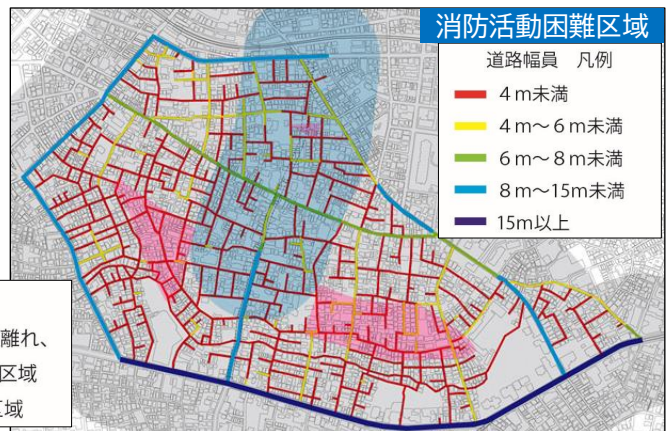 消防活動困難区域
道路幅員 凡例
4m未満
4m～6m未満
6m～8m未満
8m～15m未満
15m以上
離れ、
区域
区域